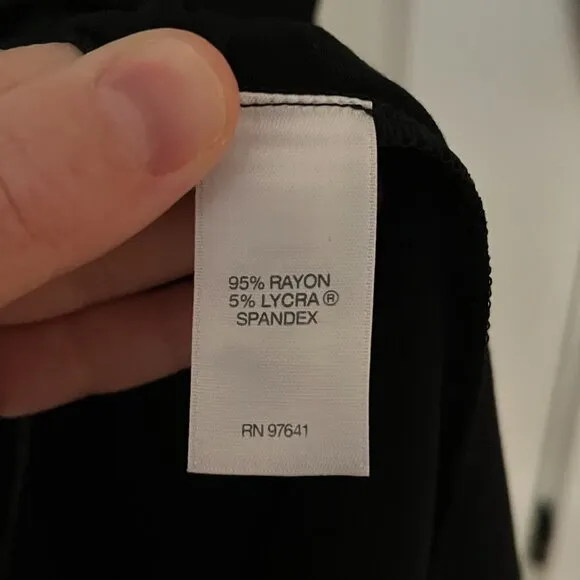 95% RAYON
5% LYCRA®
SPANDEX
RN 97641